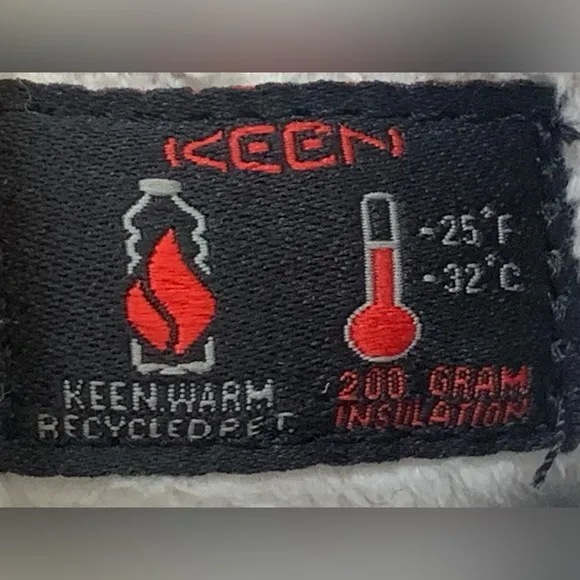 KEEN
-25°F
-32°C
KEEN.WARM
RECYCLED P.E.T.
200 GRAM
INSULATION